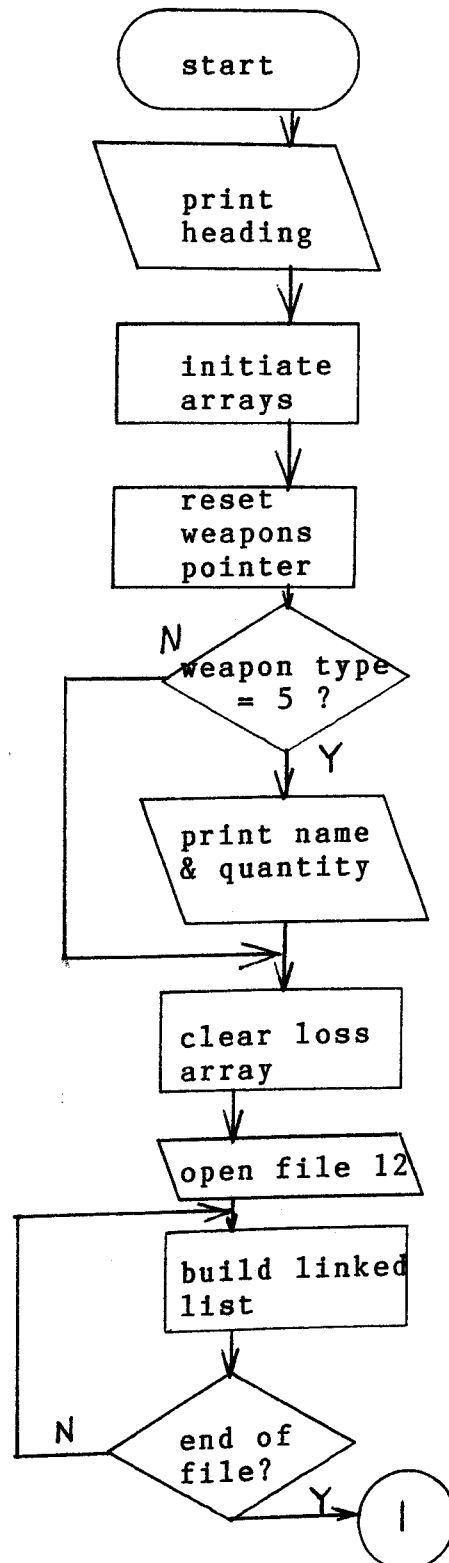 start
print
heading
initiate
arrays
reset
weapons
pointer
N
weapon type
= 5 ?
Y
print name
& quantity
clear loss
array
open file 12
build linked
list
N
end of
file?
Y
1